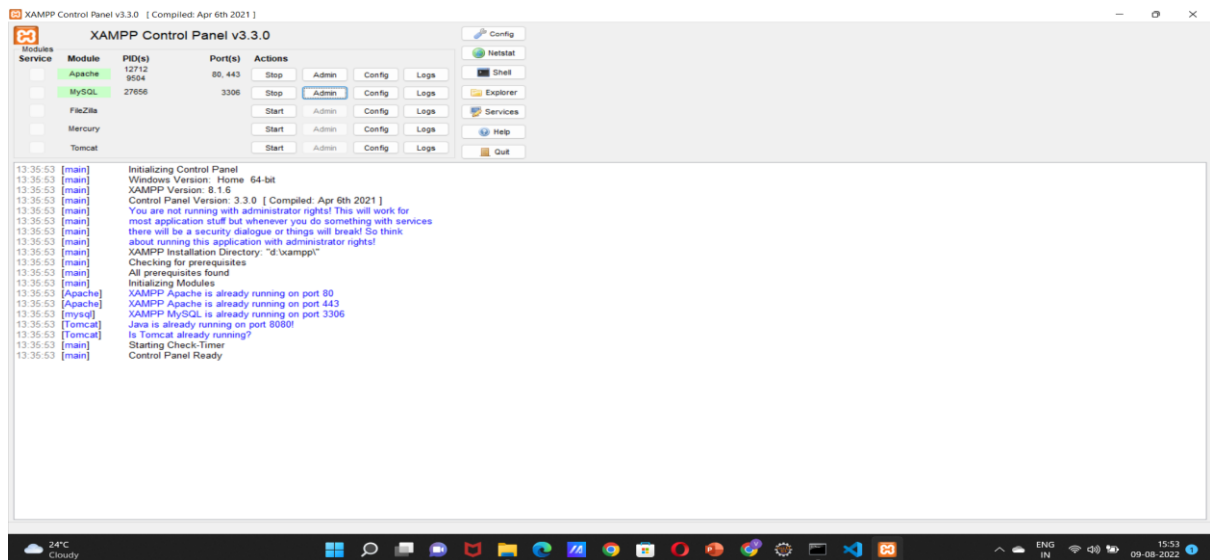 XAMPP Control Panel v3.3.0 [ Compiled: Apr 6th 2021 ]
XAMPP Control Panel v3.3.0
Modules
Service Module PID(s) Port(s) Actions
Apache 12712 9504 80, 443 Stop Admin Config Logs
MySQL 27656 3306 Stop Admin Config Logs
FileZilla Start Admin Config Logs
Mercury Start Admin Config Logs
Tomcat Start Admin Config Logs
Config
Netstat
Shell
Explorer
Services
Help
Quit
13:35:53 [main] Initializing Control Panel
13:35:53 [main] Windows Version: Home 64-bit
13:35:53 [main] XAMPP Version: 8.1.6
13:35:53 [main] Control Panel Version: 3.3.0 [ Compiled: Apr 6th 2021 ]
13:35:53 [main] You are not running with administrator rights! This will work for
13:35:53 [main] most application stuff but whenever you do something with services
13:35:53 [main] there will be a security dialogue or things will break! So think
13:35:53 [main] about running this application with administrator rights!
13:35:53 [main] XAMPP Installation Directory: "d:\xampp\"
13:35:53 [main] Checking for prerequisites
13:35:53 [main] All prerequisites found
13:35:53 [main] Initializing Modules
13:35:53 [Apache] XAMPP Apache is already running on port 80
13:35:53 [Apache] XAMPP Apache is already running on port 443
13:35:53 [mysql] XAMPP MySQL is already running on port 3306
13:35:53 [Tomcat] Java is already running on port 8080!
13:35:53 [Tomcat] Is Tomcat already running?
13:35:53 [main] Starting Check-Timer
13:35:53 [main] Control Panel Ready
24°C
Cloudy
ENG
IN
15:53
09-08-2022
1